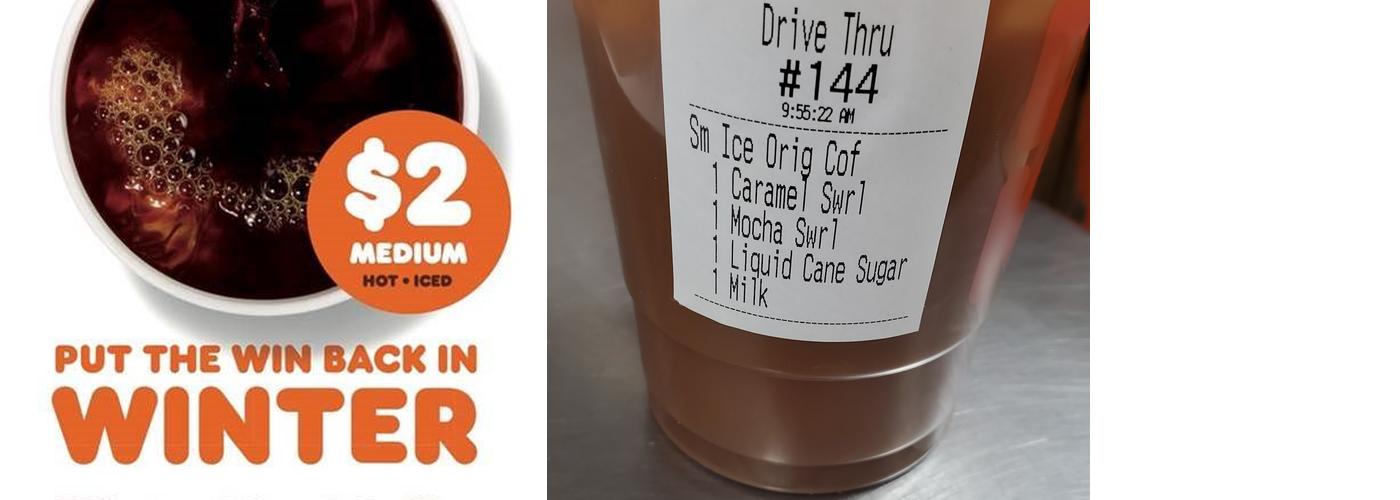 $2
MEDIUM
HOT • ICED
PUT THE WIN BACK IN
WINTER
Drive Thru
#144
9:55:22 AM
Sm Ice Orig Cof
1 Caramel Swrl
1 Mocha Swrl
1 Liquid Cane Sugar
1 Milk